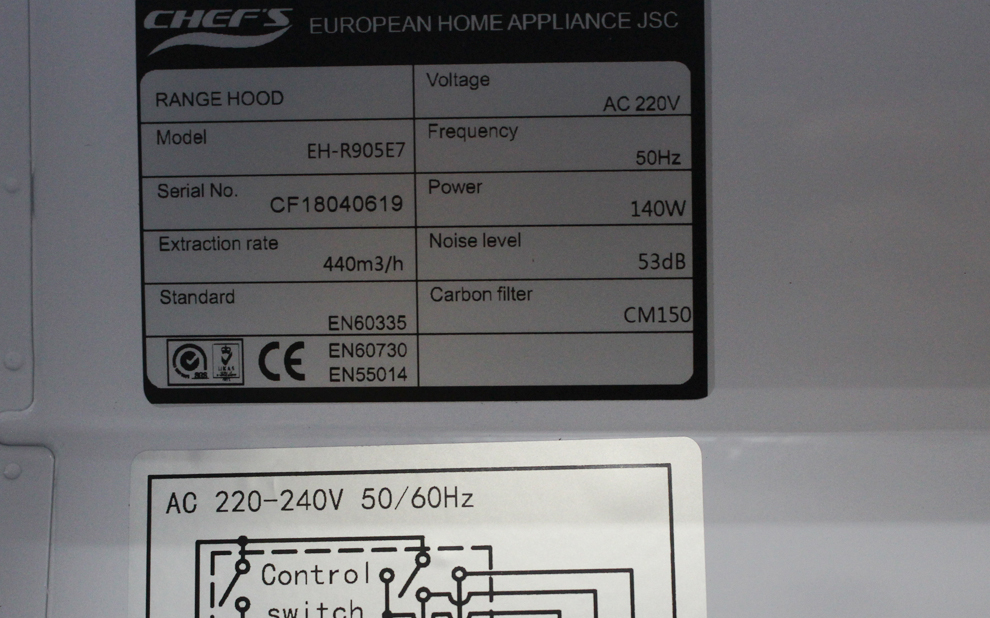 CHEF'S EUROPEAN HOME APPLIANCE JSC
RANGE HOOD
Voltage
AC 220V
Model
EH-R905E7
Frequency
50Hz
Serial No.
CF18040619
Power
140W
Extraction rate
440m3/h
Noise level
53dB
Standard
EN60335
Carbon filter
CM150
CE
EN60730
EN55014
AC 220-240V 50/60Hz
Control
switch